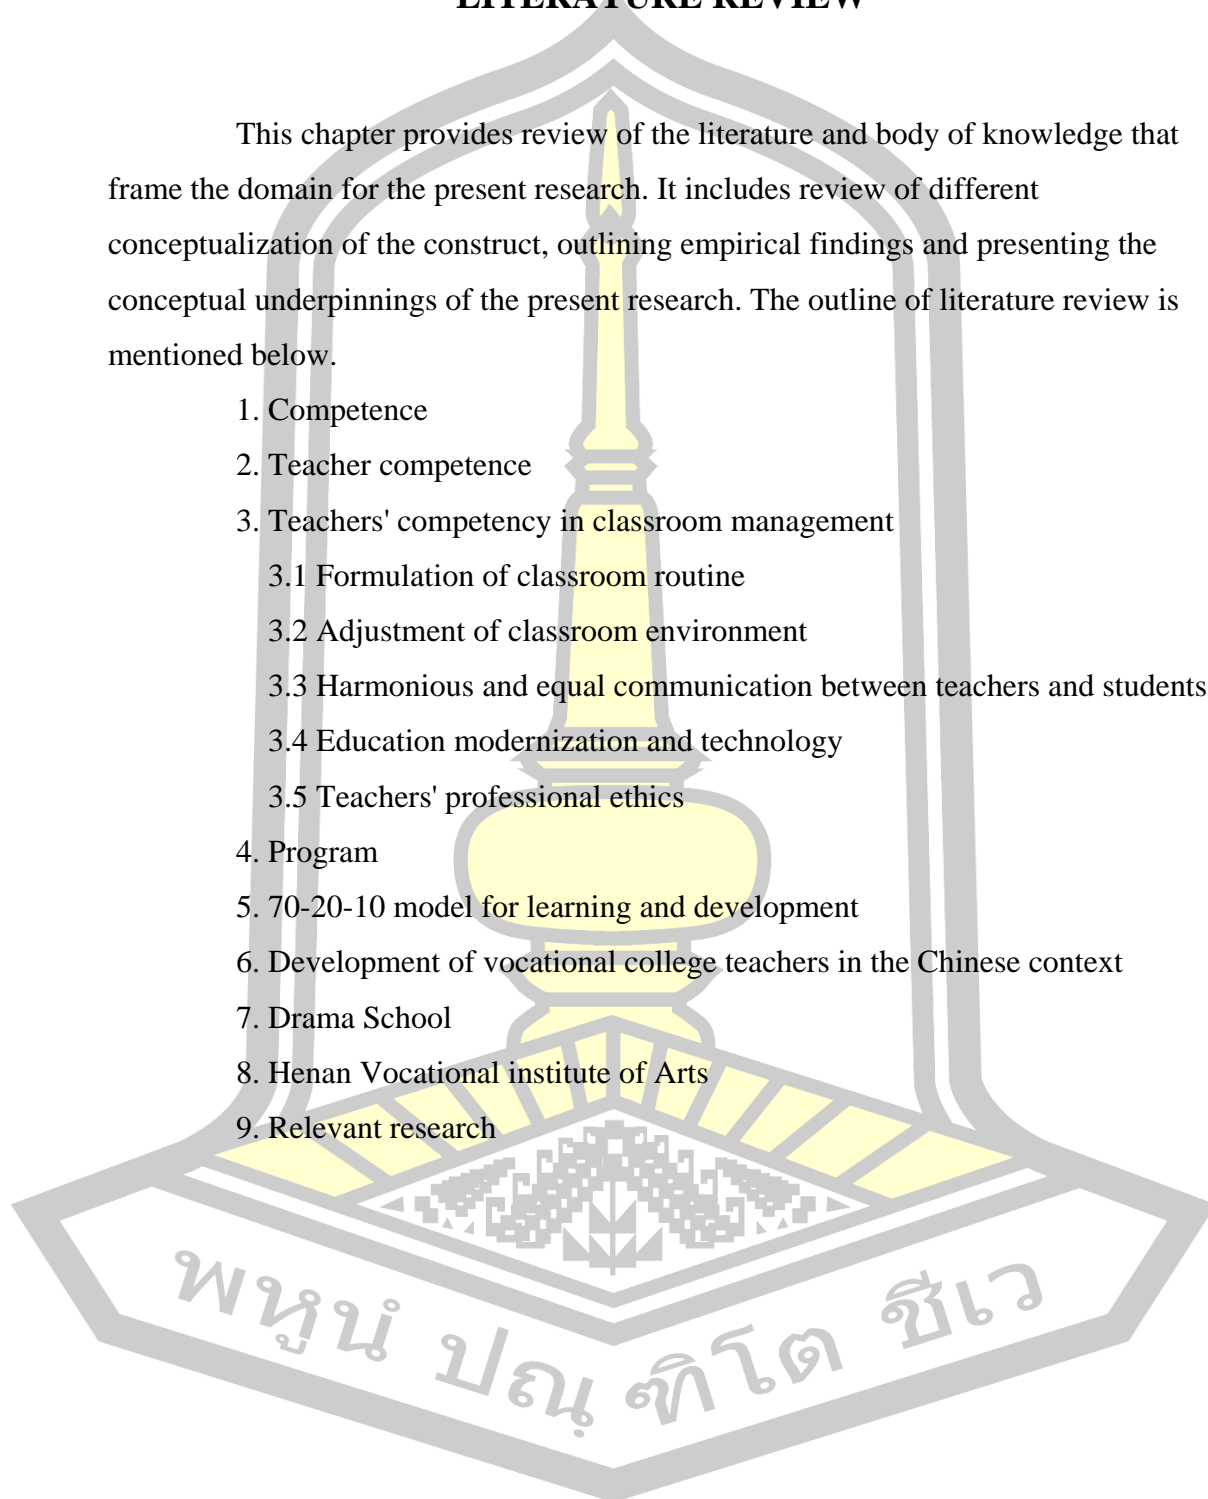 LITERATURE REVIEW
This chapter provides review of the literature and body of knowledge that
frame the domain for the present research. It includes review of different
conceptualization of the construct, outlining empirical findings and presenting the
conceptual underpinnings of the present research. The outline of literature review is
mentioned below.
1. Competence
2. Teacher competence
3. Teachers' competency in classroom management
3.1 Formulation of classroom routine
3.2 Adjustment of classroom environment
3.3 Harmonious and equal communication between teachers and students
3.4 Education modernization and technology
3.5 Teachers' professional ethics
4. Program
5. 70-20-10 model for learning and development
6. Development of vocational college teachers in the Chinese context
7. Drama School
8. Henan Vocational institute of Arts
9. Relevant research
พหูนํ ปณฺฑิโต ชีเว